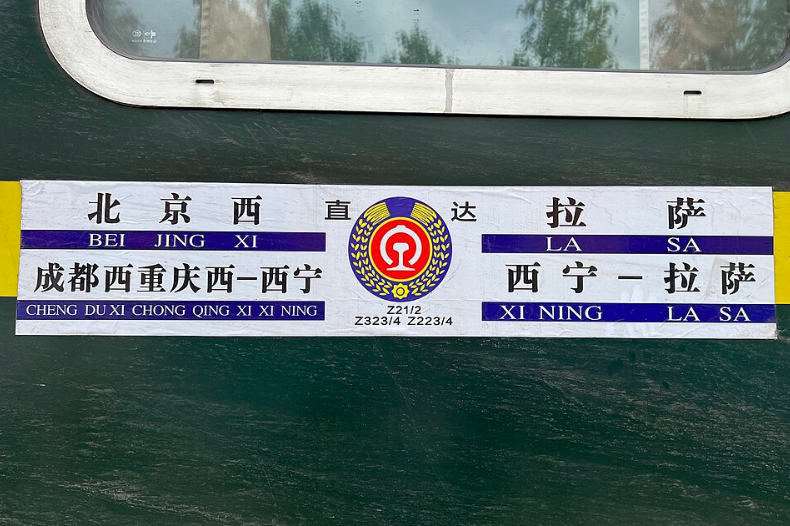 北京西 直达 拉萨
BEI JING XI LA SA
成都西重庆西–西宁 西宁–拉萨
CHENG DU XI CHONG QING XI XI NING XI NING LA SA
Z21/2
Z323/4 Z223/4